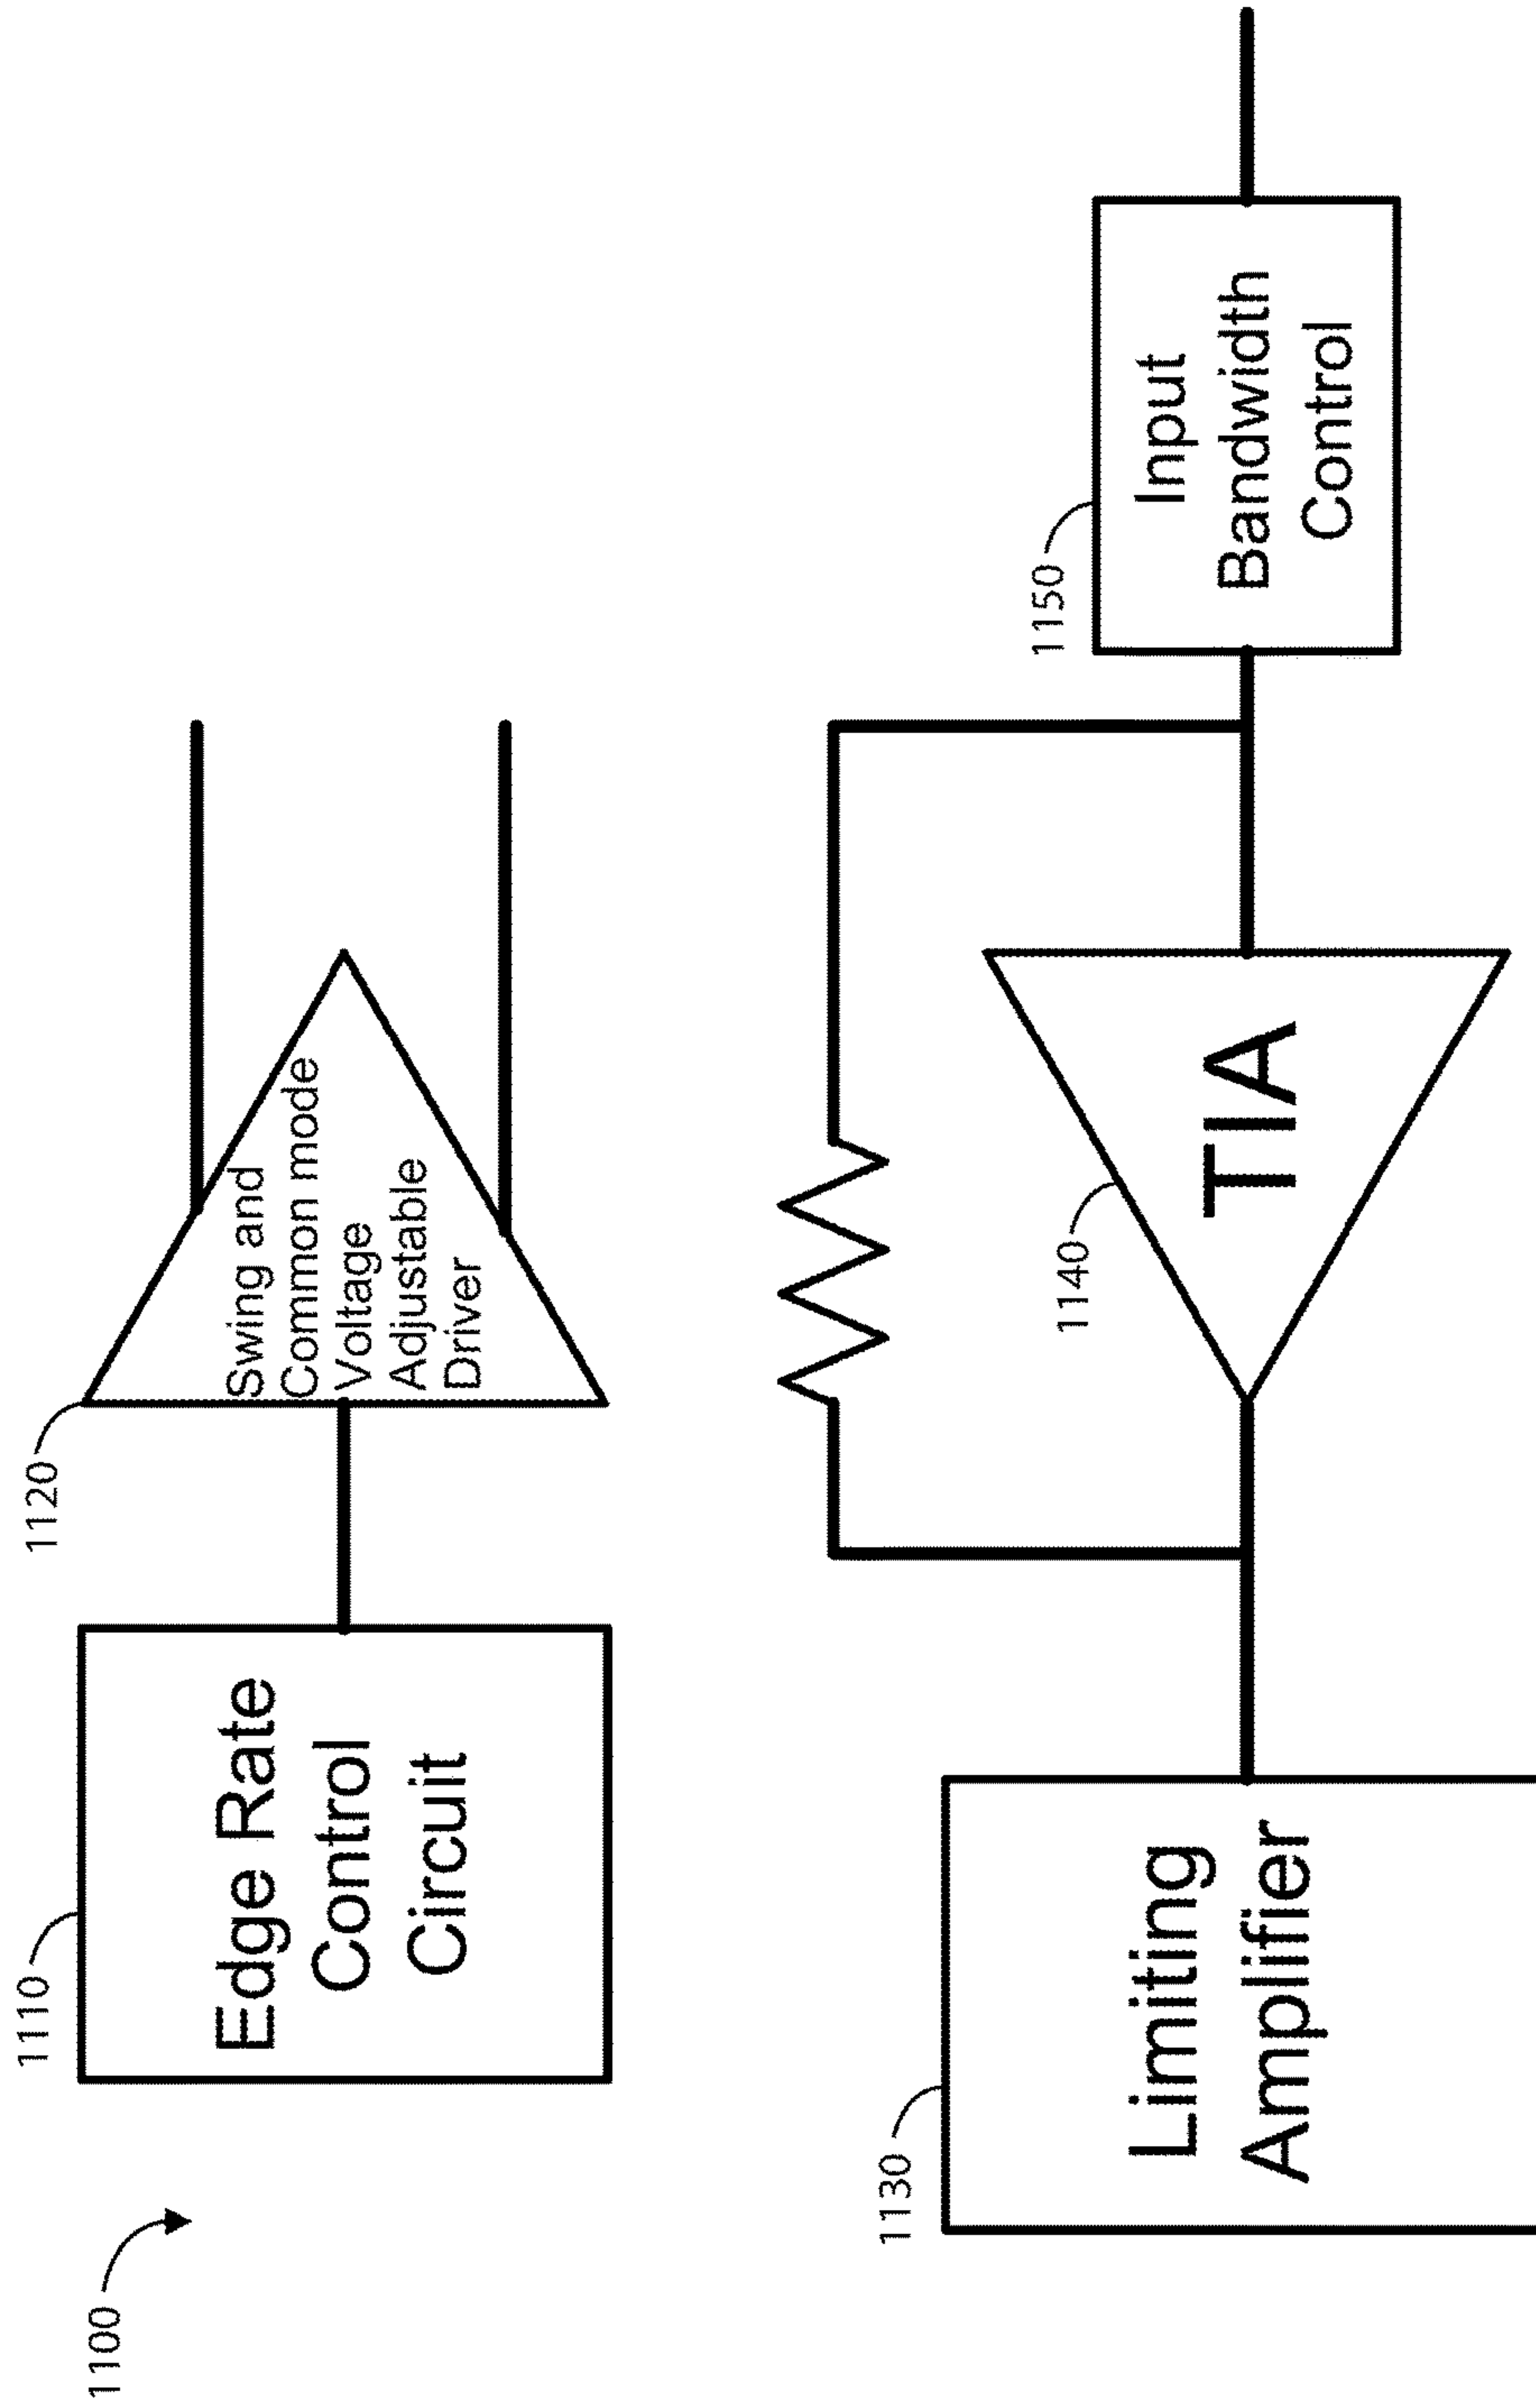 1100
1110
Edge Rate
Control
Circuit
1120
Swing and
Common mode
Voltage
Adjustable
Driver
1130
Limiting
Amplifier
1140
TIA
1150
Input
Bandwidth
Control